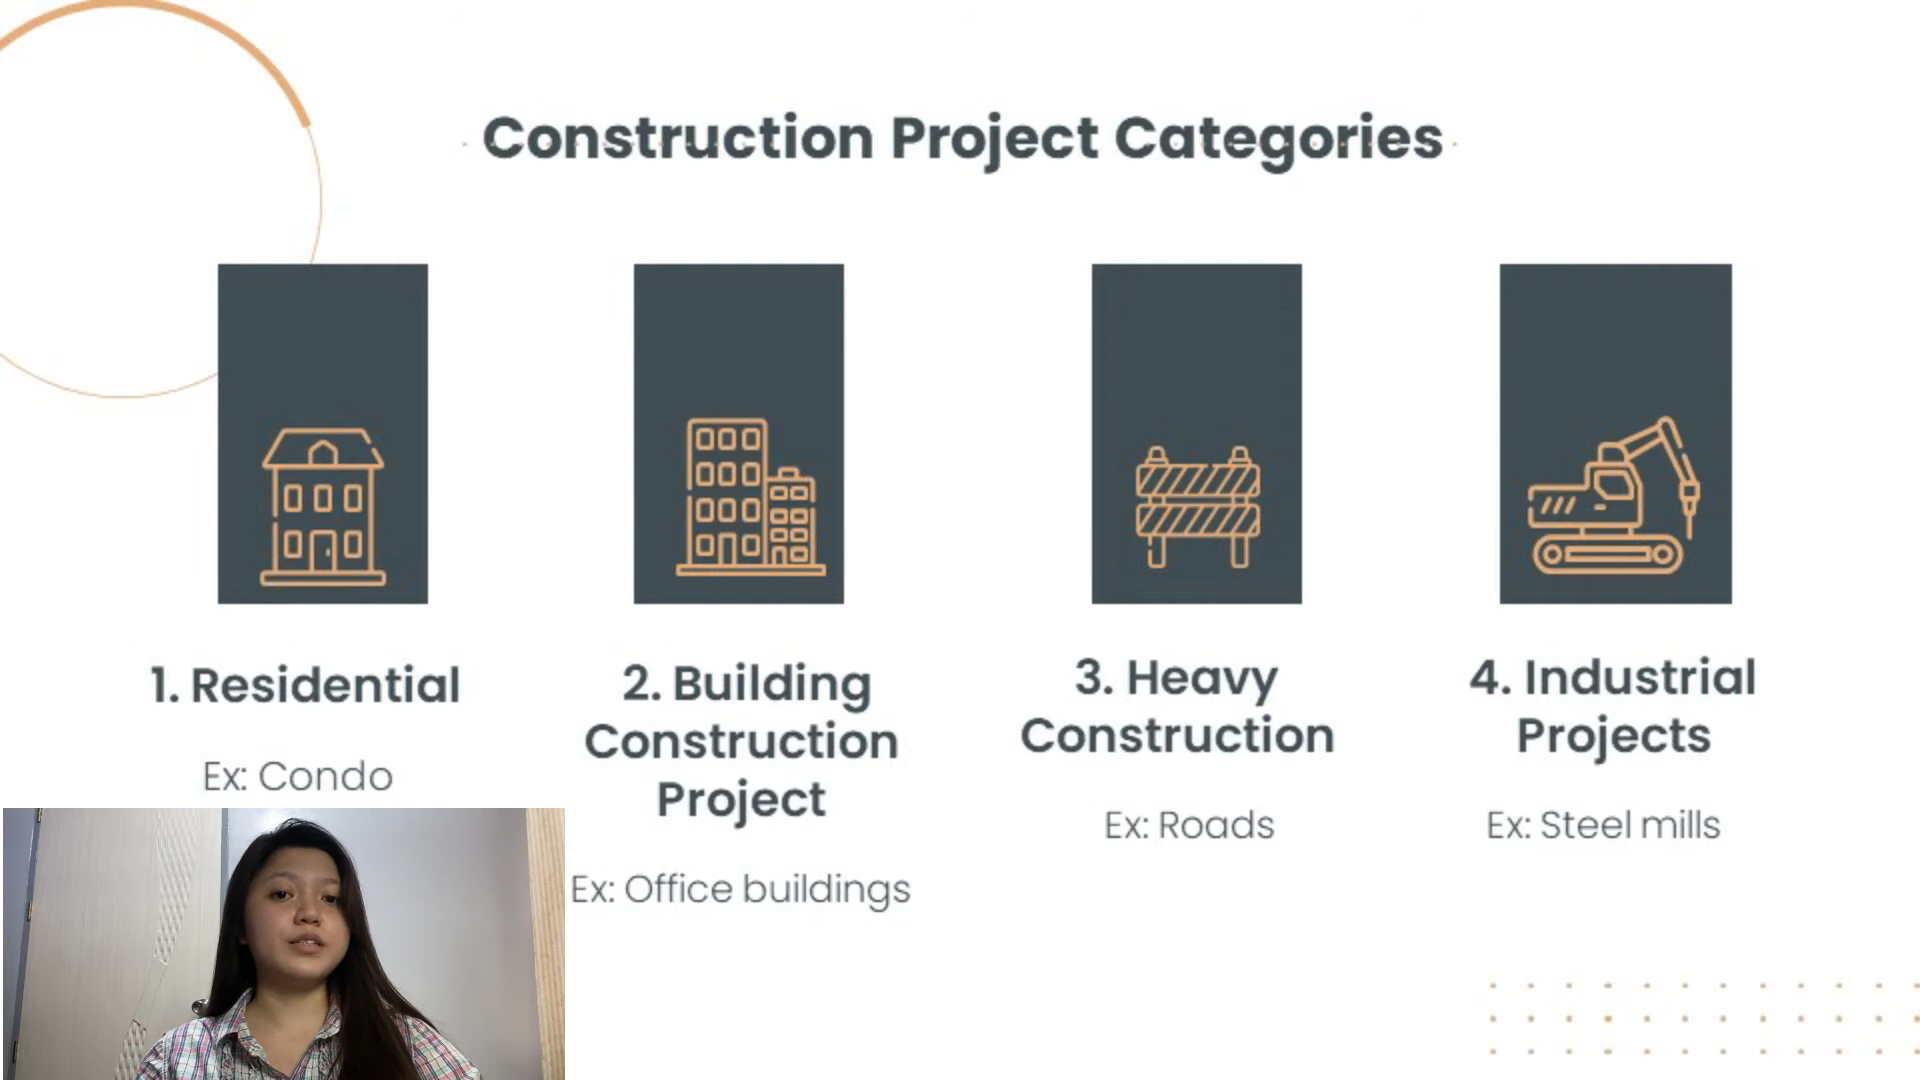 Construction Project Categories
1. Residential
Ex: Condo
2. Building
Construction
Project
Ex: Office buildings
3. Heavy
Construction
Ex: Roads
4. Industrial
Projects
Ex: Steel mills